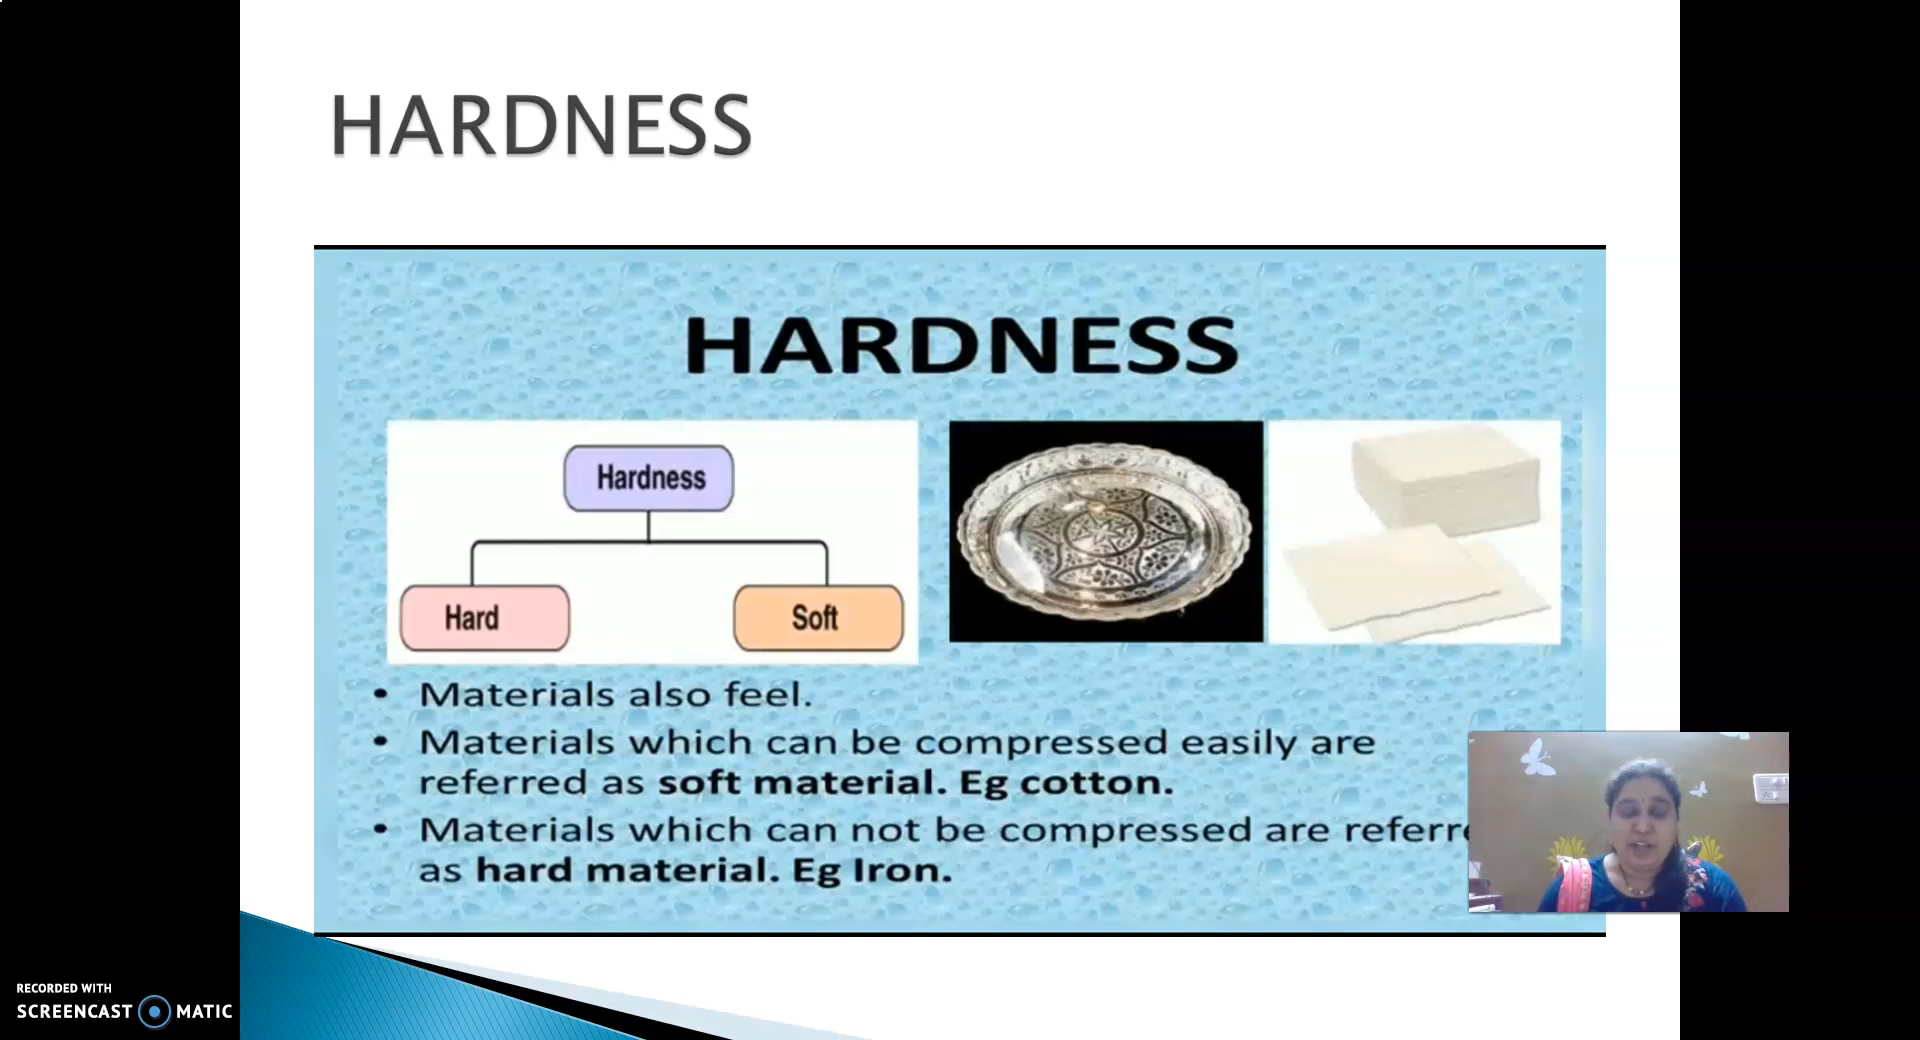 HARDNESS
HARDNESS
Hardness
Hard
Soft
• Materials also feel.
• Materials which can be compressed easily are
referred as soft material. Eg cotton.
• Materials which can not be compressed are
as hard material. Eg Iron.
RECORDED WITH
SCREENCAST MATIC